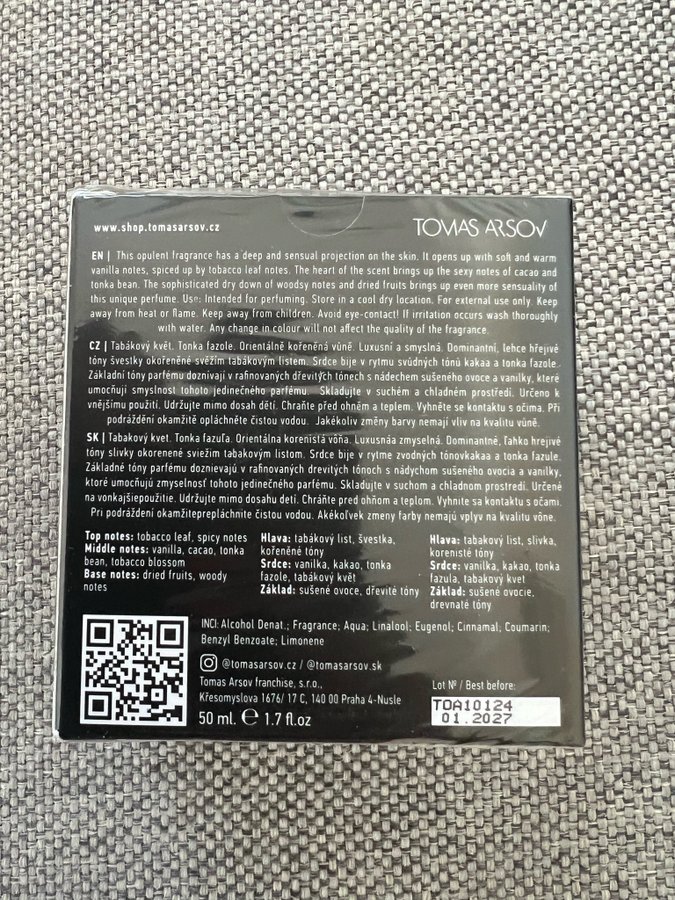 www.shop.tomasarsov.cz
TOMAS ARSOV
EN | This opulent fragrance has a deep and sensual projection on the skin. It opens up with soft and warm
vanilla notes, spiced up by tobacco leaf notes. The heart of the scent brings up the sexy notes of cacao and
tonka bean. The sophisticated dry down of woodsy notes and dried fruits brings up even more sensuality of
this unique perfume. Use: Intended for perfuming. Store in a cool dry location. For external use only. Keep
away from heat or flame. Keep away from children. Avoid eye-contact! If irritation occurs wash thoroughly
with water. Any change in colour will not affect the quality of the fragrance.
CZ | Tabákový květ. Tonka fazole. Orientálně kořeněná vůně. Luxusní a smyslná. Dominantní, lehce hřejivé
tóny švestky okořeněné svěžím tabákovým listem. Srdce bije v rytmu svůdných tónů kakaa a tonka fazole.
Základní tóny parfému doznívají v rafinovaných dřevitých tónech s nádechem sušeného ovoce a vanilky, které
umocňují smyslnost tohoto jedinečného parfému. Skladujte v suchém a chladném prostředí. Určeno k
vnějšímu použití. Udržujte mimo dosah dětí. Chraňte před ohněm a teplem. Vyhněte se kontaktu s očima. Při
podráždění okamžitě opláchněte čistou vodou. Jakékoliv změny barvy nemají vliv na kvalitu vůně.
SK | Tabakový kvet. Tonka fazuľa. Orientálna korenistá vôňa. Luxusnáa zmyselná. Dominantné, ľahko hrejivé
tóny slivky okorenené sviežim tabakovým listom. Srdce bije v rytme zvodných tónovkakaa a tonka fazule.
Základné tóny parfému doznievajú v rafinovaných drevitých tónoch s nádychom sušeného ovocia a vanilky,
ktoré umocňujú zmyselnosť tohoto jedinečného parfému. Skladujte v suchom a chladnom prostredí. Určené
na vonkajšiepoužitie. Udržujte mimo dosahu detí. Chráňte pred ohňom a teplom. Vyhnite sa kontaktu s očami.
Pri podráždení okamžiteprepláchnite čistou vodou. Akékoľvek zmeny farby nemajú vplyv na kvalitu vône.
Top notes: tobacco leaf, spicy notes
Middle notes: vanilla, cacao, tonka
bean, tobacco blossom
Base notes: dried fruits, woody
notes
Hlava: tabákový list, švestka,
kořeněné tóny
Srdce: vanilka, kakao, tonka
fazole, tabákový květ
Základ: sušené ovoce, dřevité tóny
Hlava: tabakový list, slivka,
korenisté tóny
Srdce: vanilka, kakao, tonka
fazula, tabakový kvet
Základ: sušené ovocie,
drevnaté tóny
INCI: Alcohol Denat.; Fragrance; Aqua; Linalool; Eugenol; Cinnamal; Coumarin;
Benzyl Benzoate; Limonene
@tomasarsov.cz / @tomasarsov.sk
Tomas Arsov franchise, s.r.o.,
Křesomyslova 1676/ 17 C, 140 00 Praha 4-Nusle
50 ml. ℮ 1.7 fl.oz
Lot № / Best before:
TOA10124
01.2027